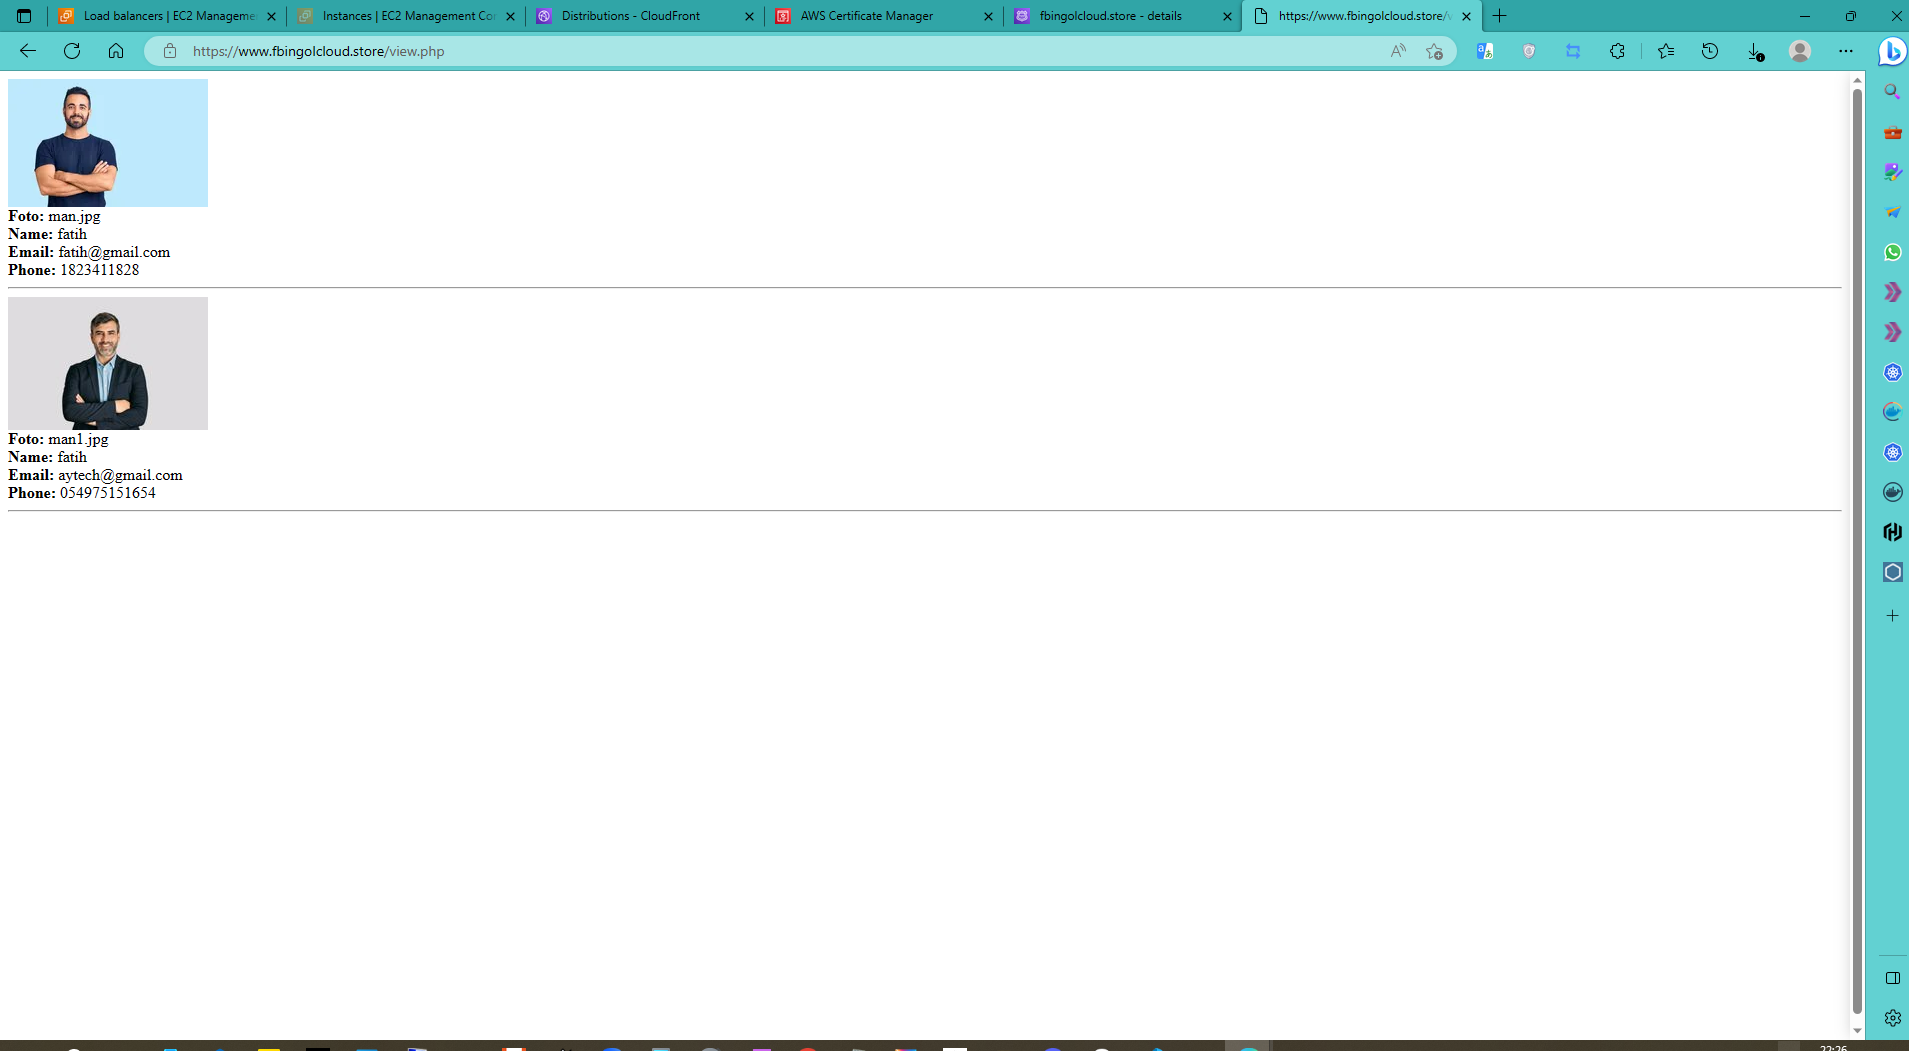 Load balancers | EC2 Manageme
Instances | EC2 Management Co
Distributions - CloudFront
AWS Certificate Manager
fbingolcloud.store - details
https://www.fbingolcloud.store/v
https://www.fbingolcloud.store/view.php
Foto: man.jpg
Name: fatih
Email: fatih@gmail.com
Phone: 1823411828
Foto: man1.jpg
Name: fatih
Email: aytech@gmail.com
Phone: 054975151654
22:26